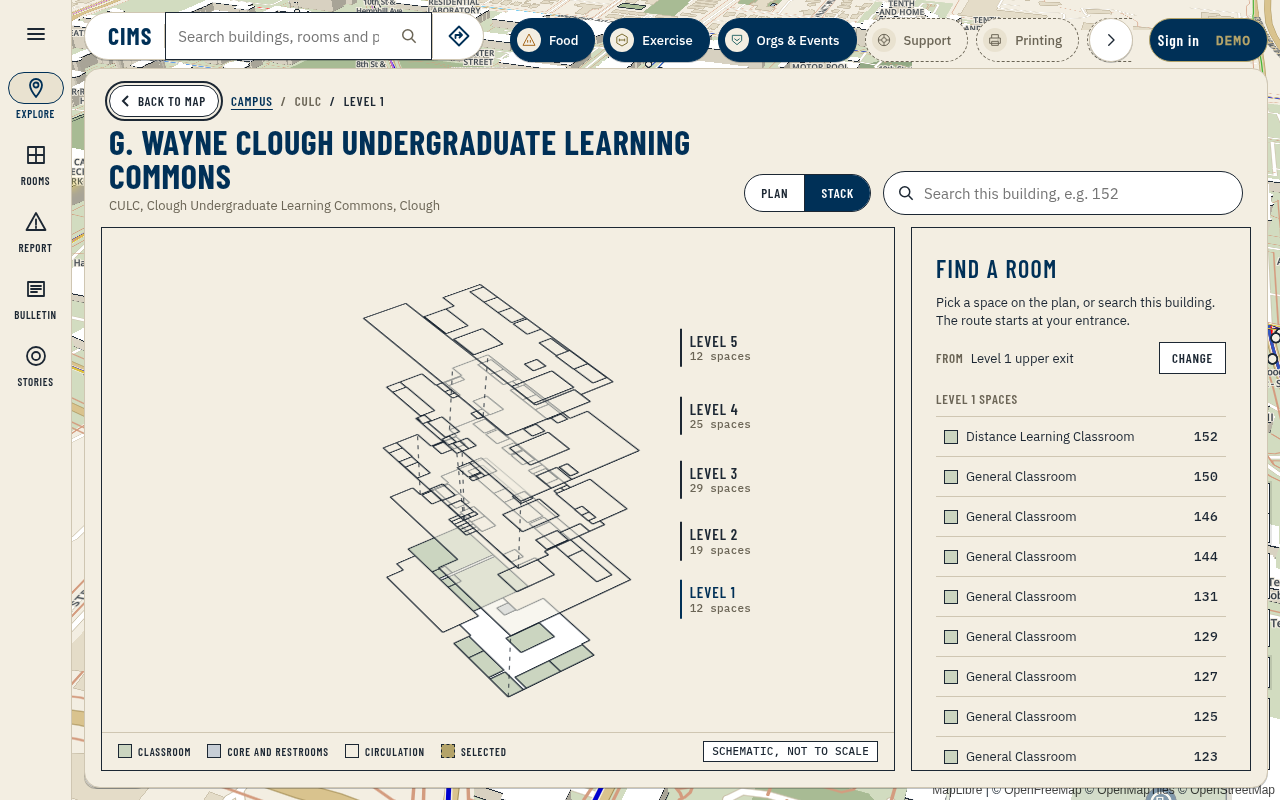 CIMS
Search buildings, rooms and p
Food
Exercise
Orgs & Events
Support
Printing
Sign in DEMO
EXPLORE
ROOMS
REPORT
BULLETIN
STORIES
BACK TO MAP
CAMPUS / CULC / LEVEL 1
G. WAYNE CLOUGH UNDERGRADUATE LEARNING
COMMONS
CULC, Clough Undergraduate Learning Commons, Clough
PLAN
STACK
Search this building, e.g. 152
LEVEL 5
12 spaces
LEVEL 4
25 spaces
LEVEL 3
29 spaces
LEVEL 2
19 spaces
LEVEL 1
12 spaces
CLASSROOM
CORE AND RESTROOMS
CIRCULATION
SELECTED
SCHEMATIC, NOT TO SCALE
FIND A ROOM
Pick a space on the plan, or search this building.
The route starts at your entrance.
FROM Level 1 upper exit
CHANGE
LEVEL 1 SPACES
Distance Learning Classroom 152
General Classroom 150
General Classroom 146
General Classroom 144
General Classroom 131
General Classroom 129
General Classroom 127
General Classroom 125
General Classroom 123
MapLibre | © OpenFreeMap © OpenMapTiles © OpenStreetMap
8th St &
STREET
TENTH
AND HOME